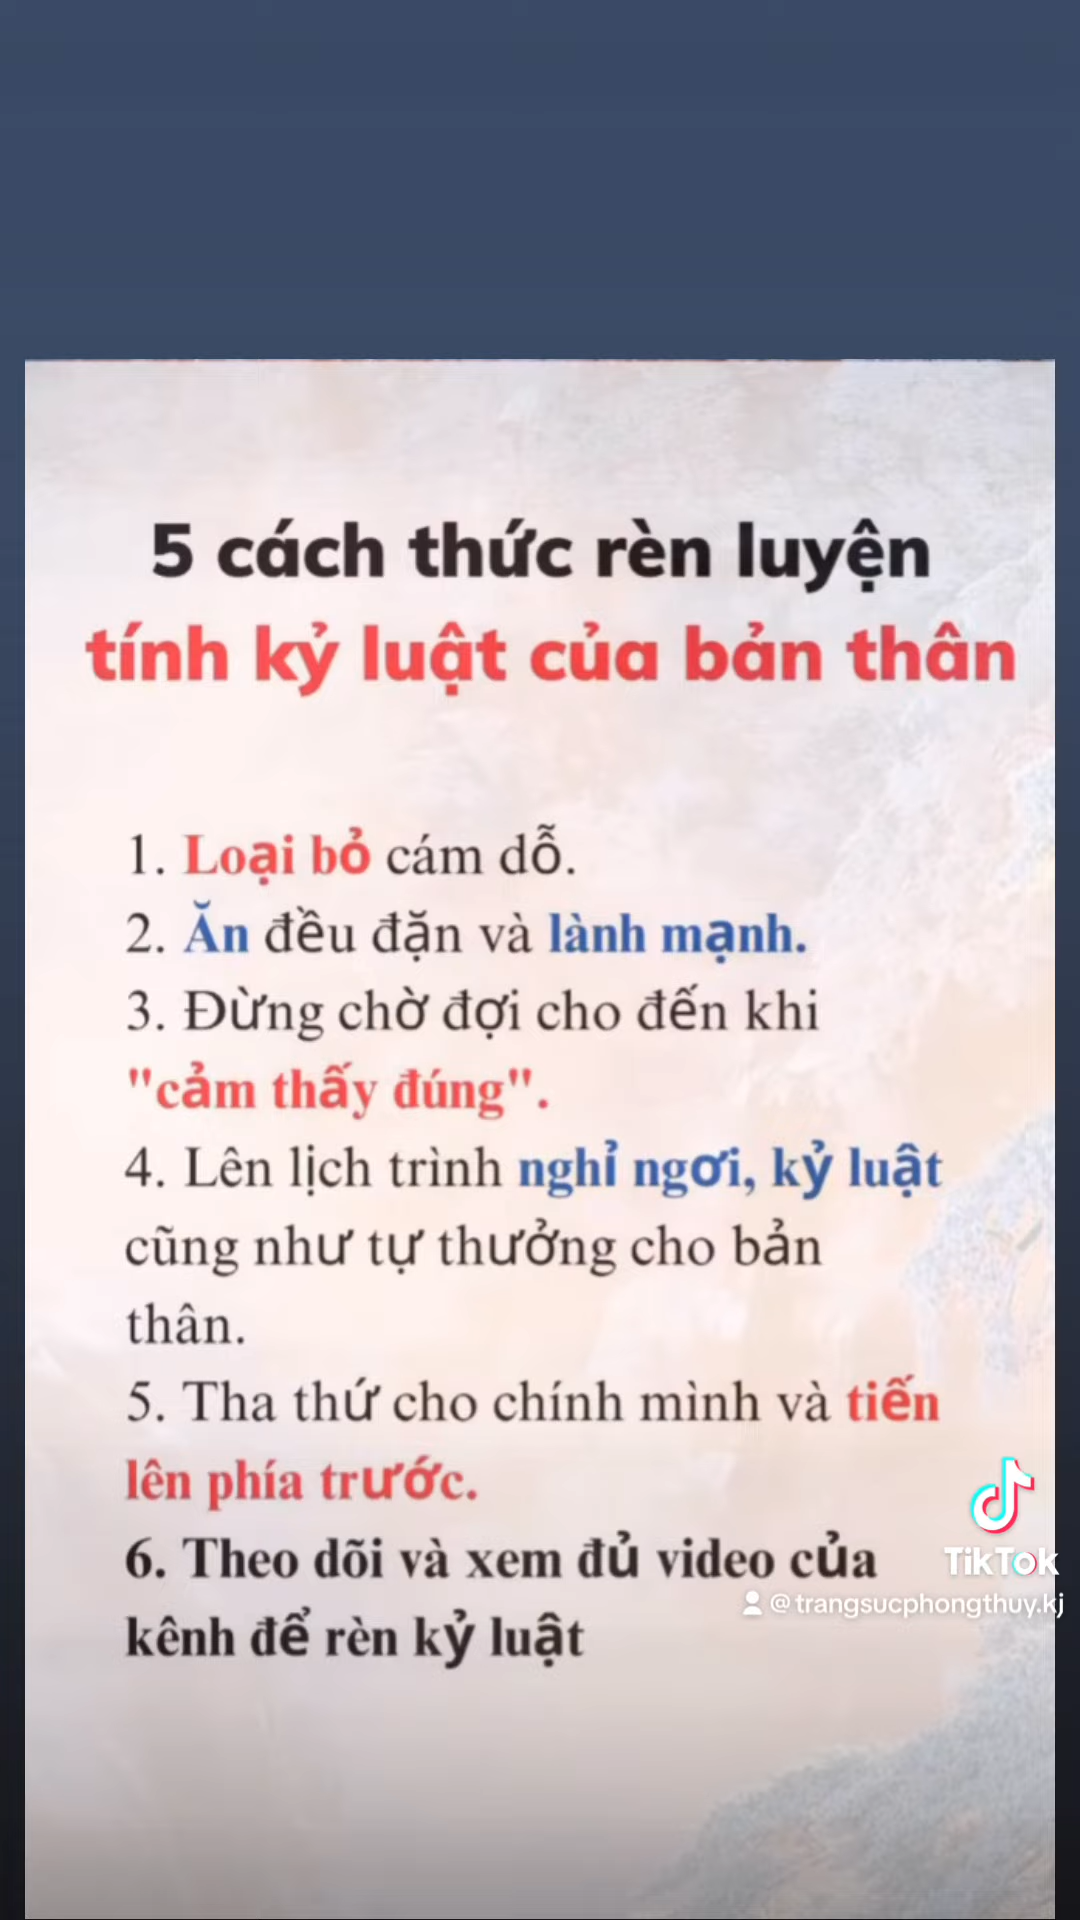 5 cách thức rèn luyện
tính kỷ luật của bản thân
1. Loại bỏ cám dỗ.
2. Ăn đều đặn và lành mạnh.
3. Đừng chờ đợi cho đến khi
"cảm thấy đúng".
4. Lên lịch trình nghỉ ngơi, kỷ luật
cũng như tự thưởng cho bản
thân.
5. Tha thứ cho chính mình và tiến
lên phía trước.
6. Theo dõi và xem đủ video của
kênh để rèn kỷ luật
TikTok
@trangsucphongthuy.kj